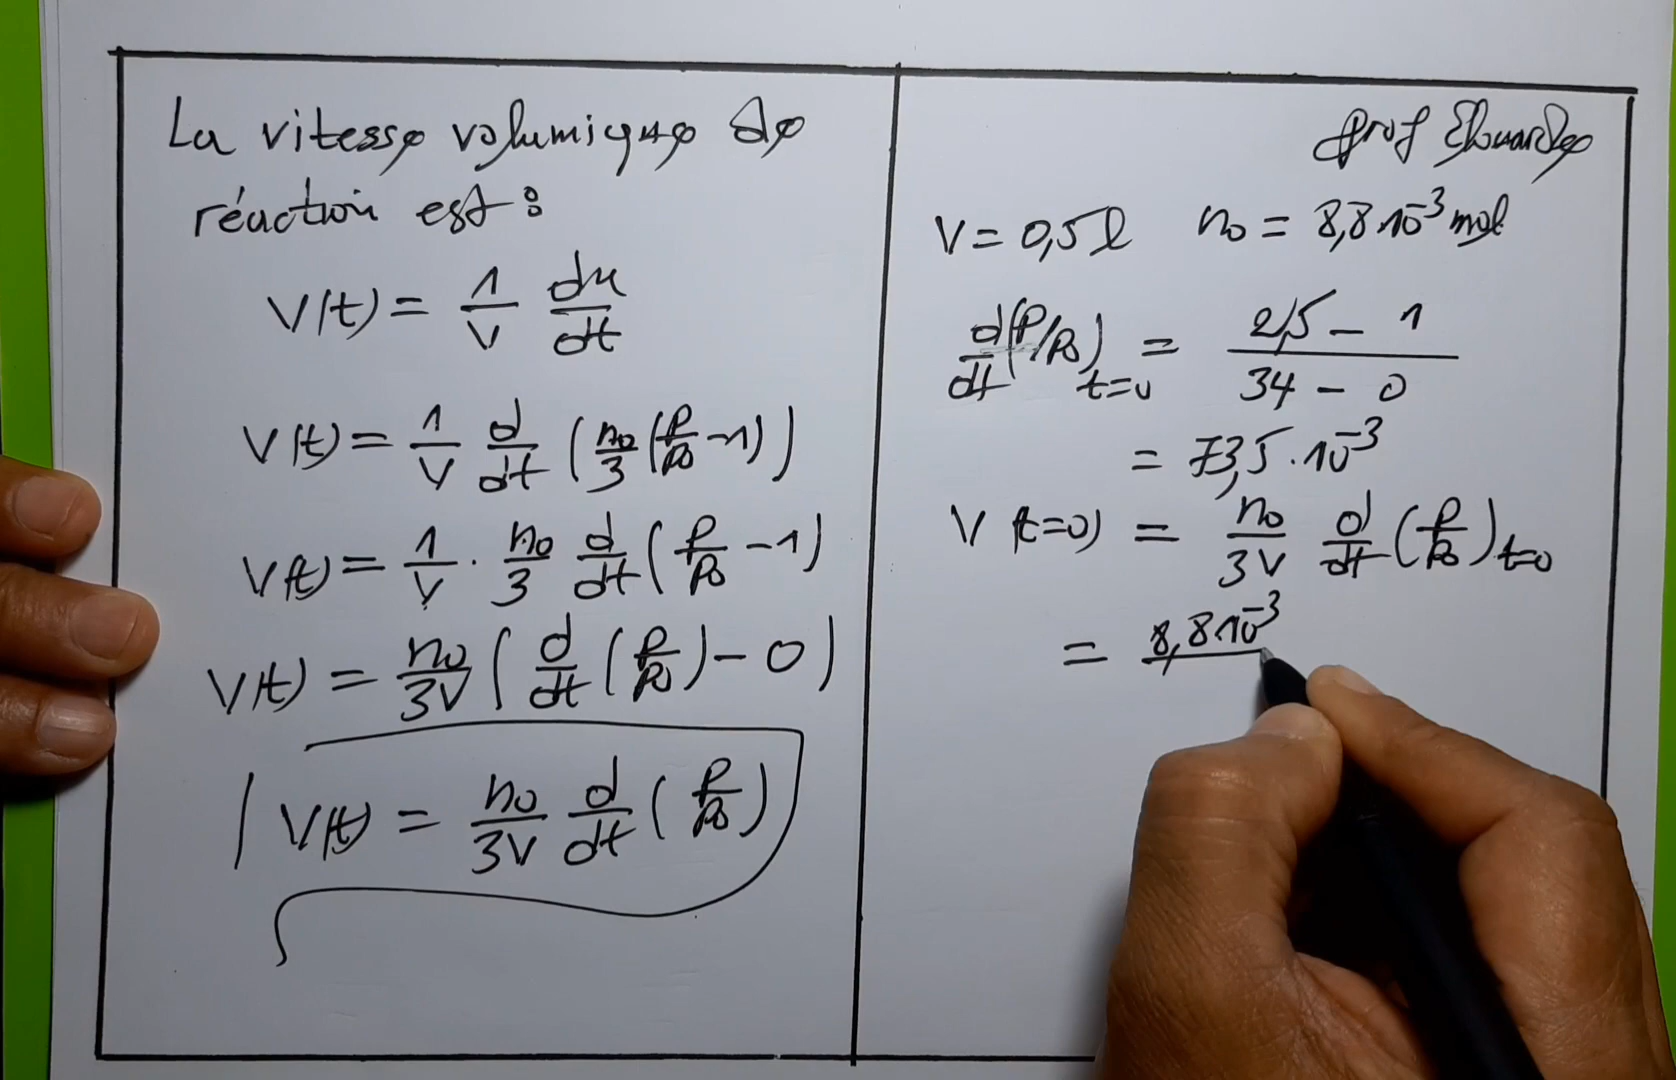 La vitesse volumique de
réaction est :
V(t) = 1/V dx/dt
V(t) = 1/V d/dt (n₀/3 (P/P₀ - 1))
V(t) = 1/V . n₀/3 d/dt (P/P₀ - 1)
V(t) = n₀/3V (d/dt (P/P₀) - 0)
V(t) = n₀/3V d/dt (P/P₀)
Prof
V = 0,5 l n₀ = 8,8 10⁻³ mol
d/dt (P/P₀)t=0 = 2,5 - 1 / 34 - 0
= 73,5 . 10⁻³
V (t=0) = n₀/3V d/dt (P/P₀)t=0
= 8,8 10⁻³